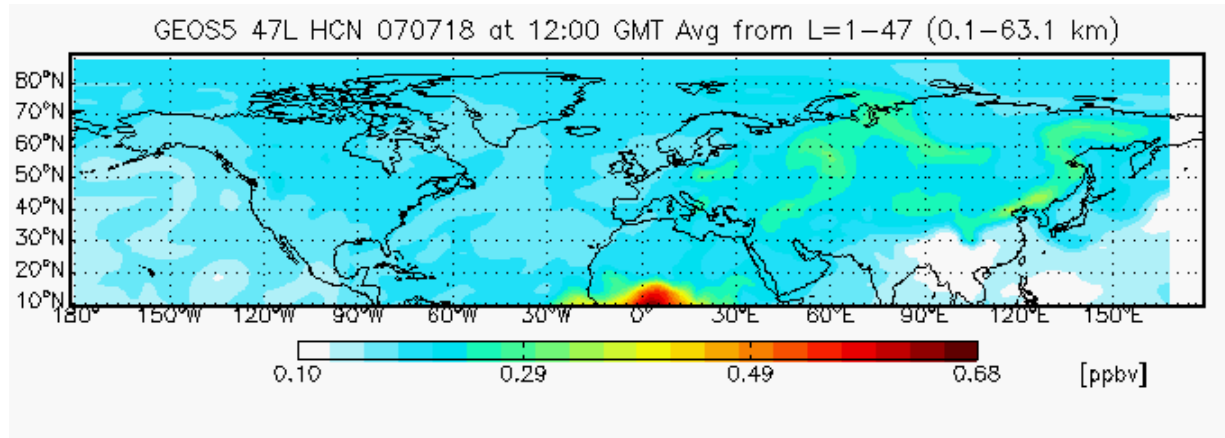 GEOS5 47L HCN 070718 at 12:00 GMT Avg from L=1-47 (0.1-63.1 km)
80°N
70°N
60°N
50°N
40°N
30°N
20°N
10°N
180° 150°W 120°W 90°W 60°W 30°W 0° 30°E 60°E 90°E 120°E 150°E
0.10 0.29 0.49 0.68 [ppbv]